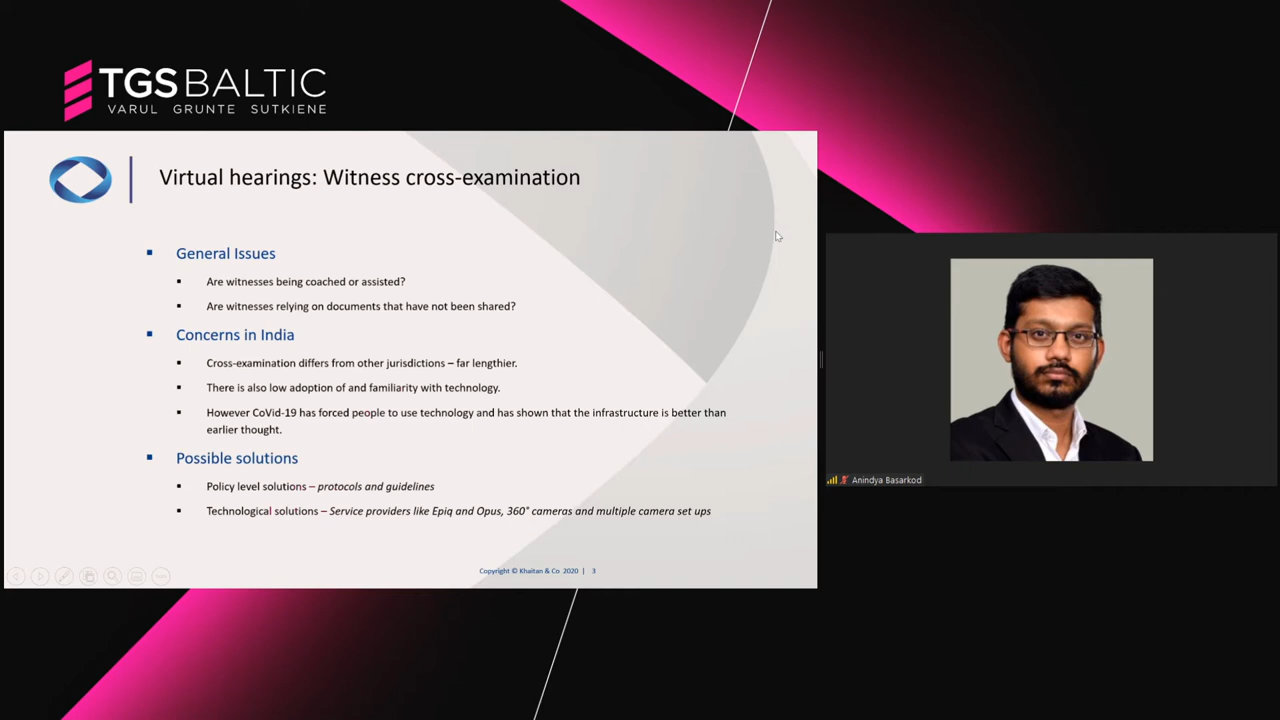 TGS BALTIC
VARUL GRUNTE SUTKIENE
Virtual hearings: Witness cross-examination
General Issues
Are witnesses being coached or assisted?
Are witnesses relying on documents that have not been shared?
Concerns in India
Cross-examination differs from other jurisdictions – far lengthier.
There is also low adoption of and familiarity with technology.
However CoVid-19 has forced people to use technology and has shown that the infrastructure is better than
earlier thought.
Possible solutions
Policy level solutions – protocols and guidelines
Technological solutions – Service providers like Epiq and Opus, 360° cameras and multiple camera set ups
Copyright © Khaitan & Co 2020 | 3
Anindya Basarkod